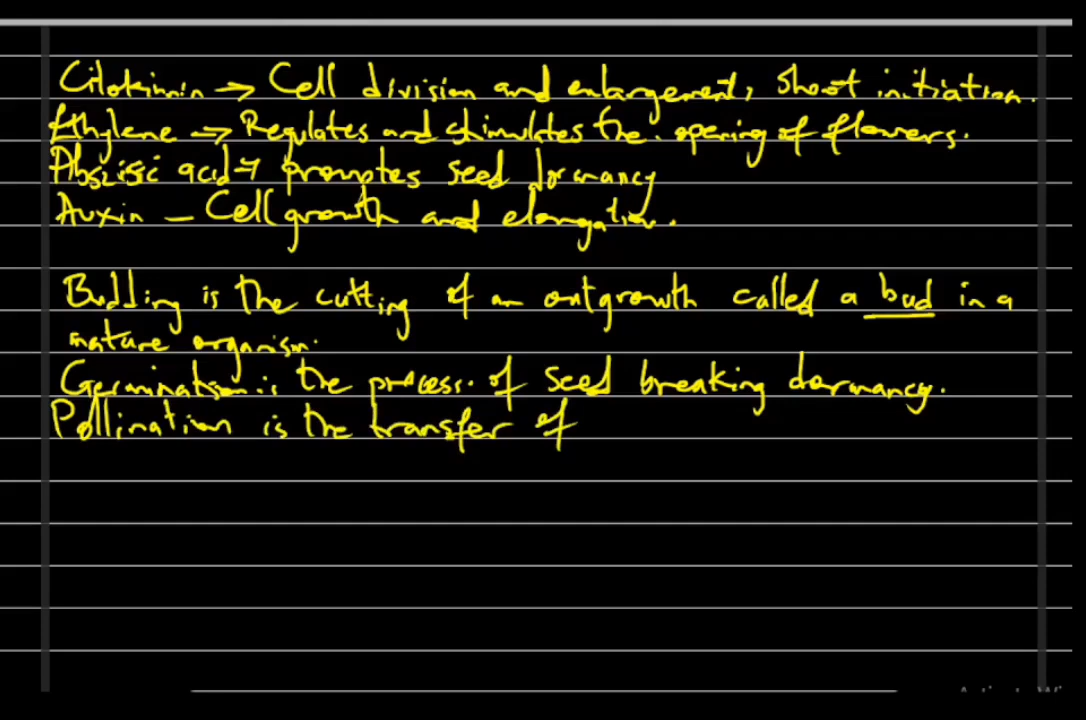 Citokinnin → Cell division and enlargement, shoot initiation.
Ethylene → Regulates and stimulates the opening of flowers.
Abscisic acid → promotes seed dormancy
Auxin – Cell growth and elongation.
Budding is the cutting of an outgrowth called a bud in a
mature organism.
Germination is the process of seed breaking dormancy.
Pollination is the transfer of